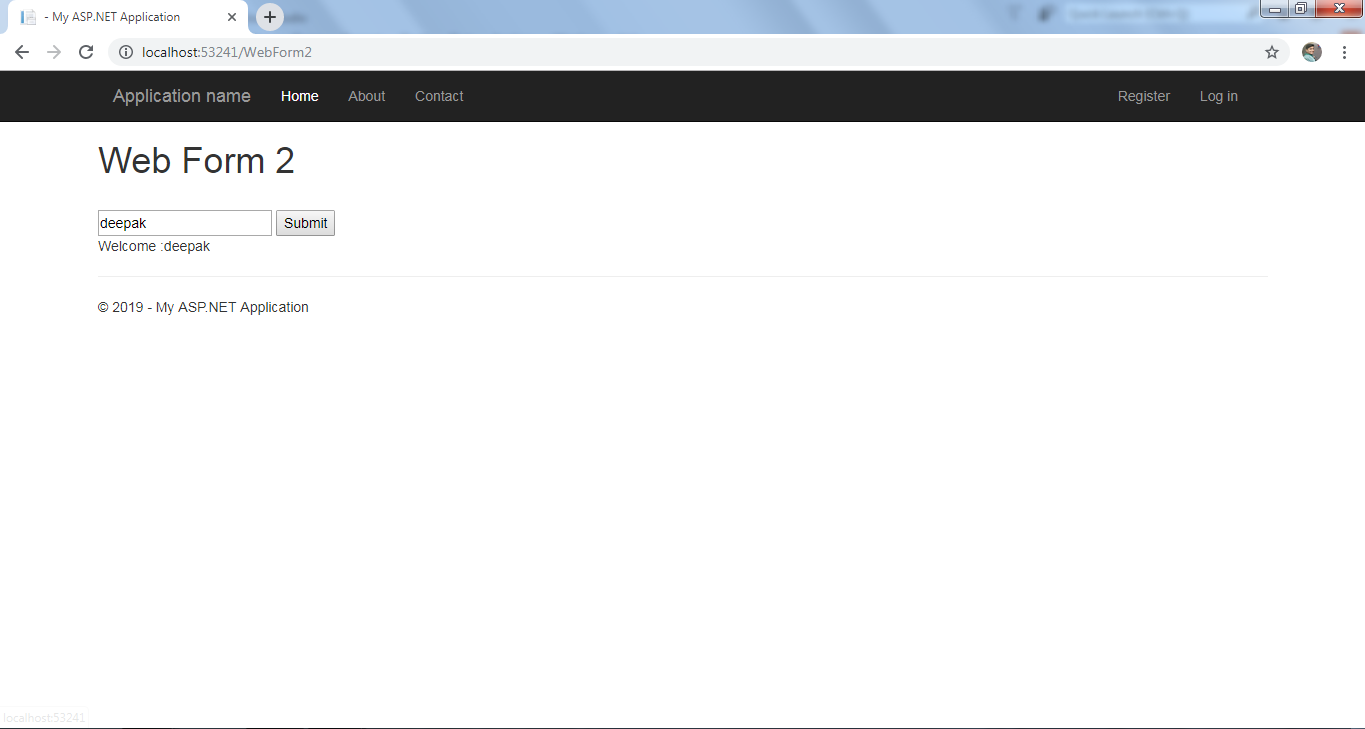 - My ASP.NET Application
localhost:53241/WebForm2
Application name Home About Contact Register Log in
Web Form 2
deepak Submit
Welcome :deepak
© 2019 - My ASP.NET Application
localhost:53241